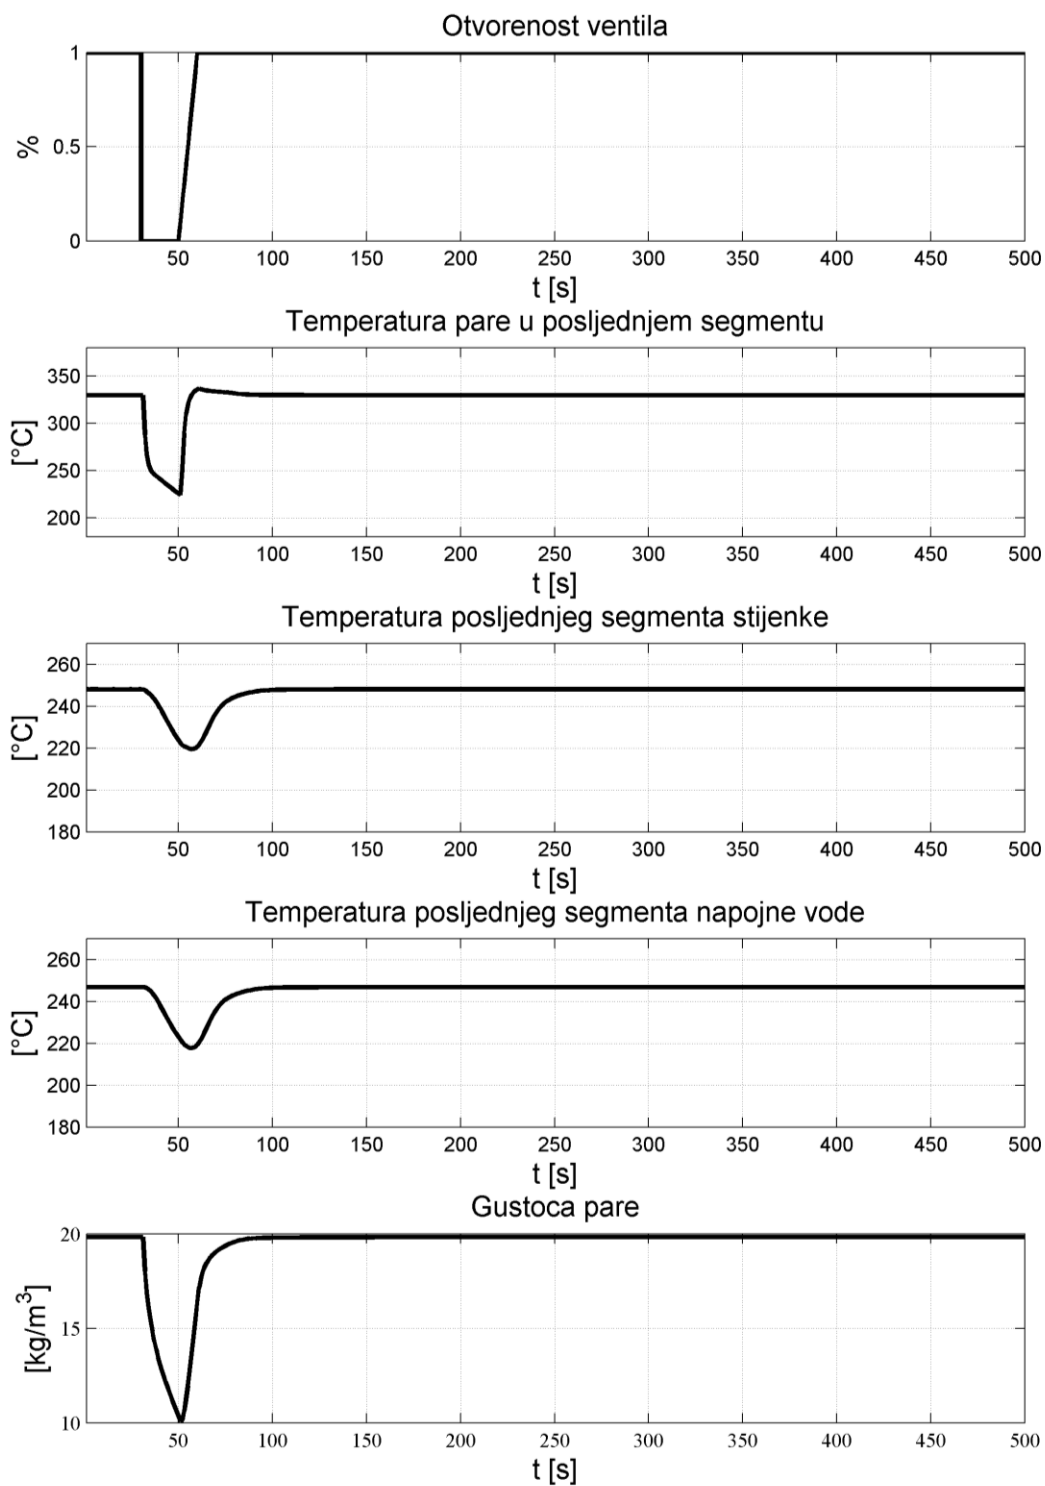 Otvorenost ventila
1
0.5
0
%
50 100 150 200 250 300 350 400 450 500
t [s]
Temperatura pare u posljednjem segmentu
350
300
250
200
[°C]
50 100 150 200 250 300 350 400 450 500
t [s]
Temperatura posljednjeg segmenta stijenke
260
240
220
200
180
[°C]
50 100 150 200 250 300 350 400 450 500
t [s]
Temperatura posljednjeg segmenta napojne vode
260
240
220
200
180
[°C]
50 100 150 200 250 300 350 400 450 500
t [s]
Gustoca pare
20
15
10
[kg/m³]
50 100 150 200 250 300 350 400 450 500
t [s]